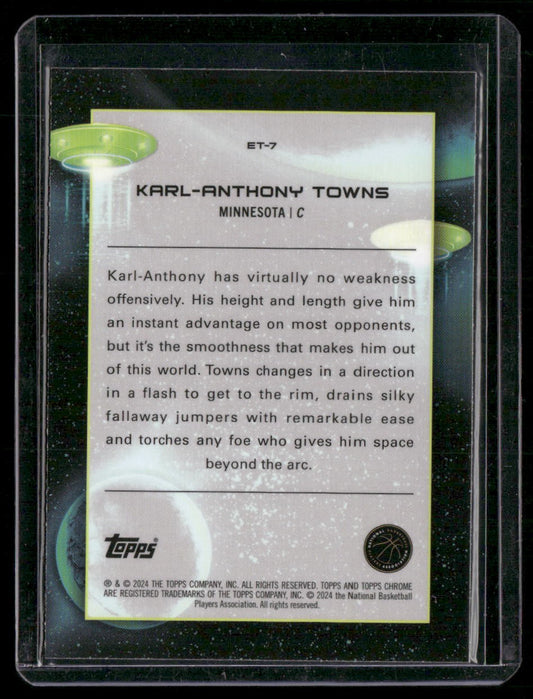 ET-7
KARL-ANTHONY TOWNS
MINNESOTA | C
Karl-Anthony has virtually no weakness
offensively. His height and length give him
an instant advantage on most opponents,
but it's the smoothness that makes him out
of this world. Towns changes in a direction
in a flash to get to the rim, drains silky
fallaway jumpers with remarkable ease
and torches any foe who gives him space
beyond the arc.
TOPPS
® & © 2024 THE TOPPS COMPANY, INC. ALL RIGHTS RESERVED. TOPPS AND TOPPS CHROME
ARE REGISTERED TRADEMARKS OF THE TOPPS COMPANY, INC. © 2024 the National Basketball
Players Association. All rights reserved.